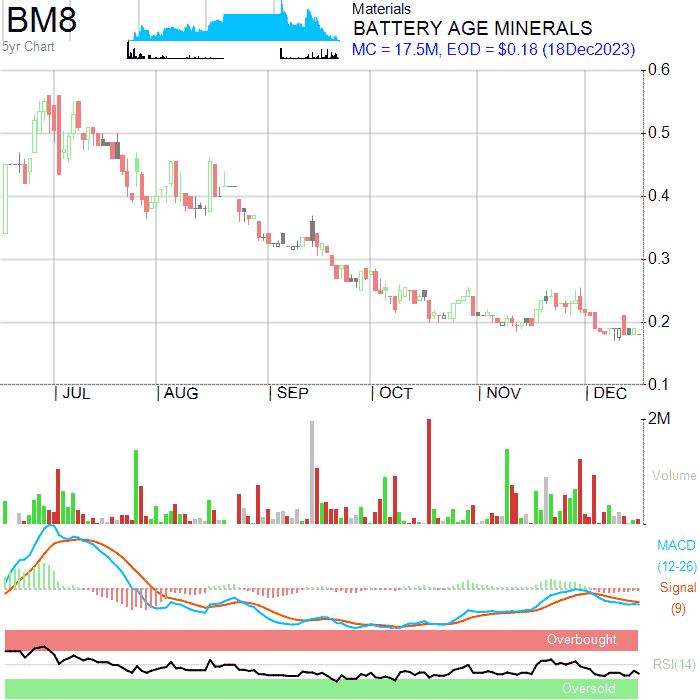 BM8
5yr Chart
Materials
BATTERY AGE MINERALS
MC = 17.5M, EOD = $0.18 (18Dec2023)
0.6
0.5
0.4
0.3
0.2
0.1
JUL AUG SEP OCT NOV DEC
2M
Volume
MACD
(12-26)
Signal
(9)
Overbought
RSI(14)
Oversold